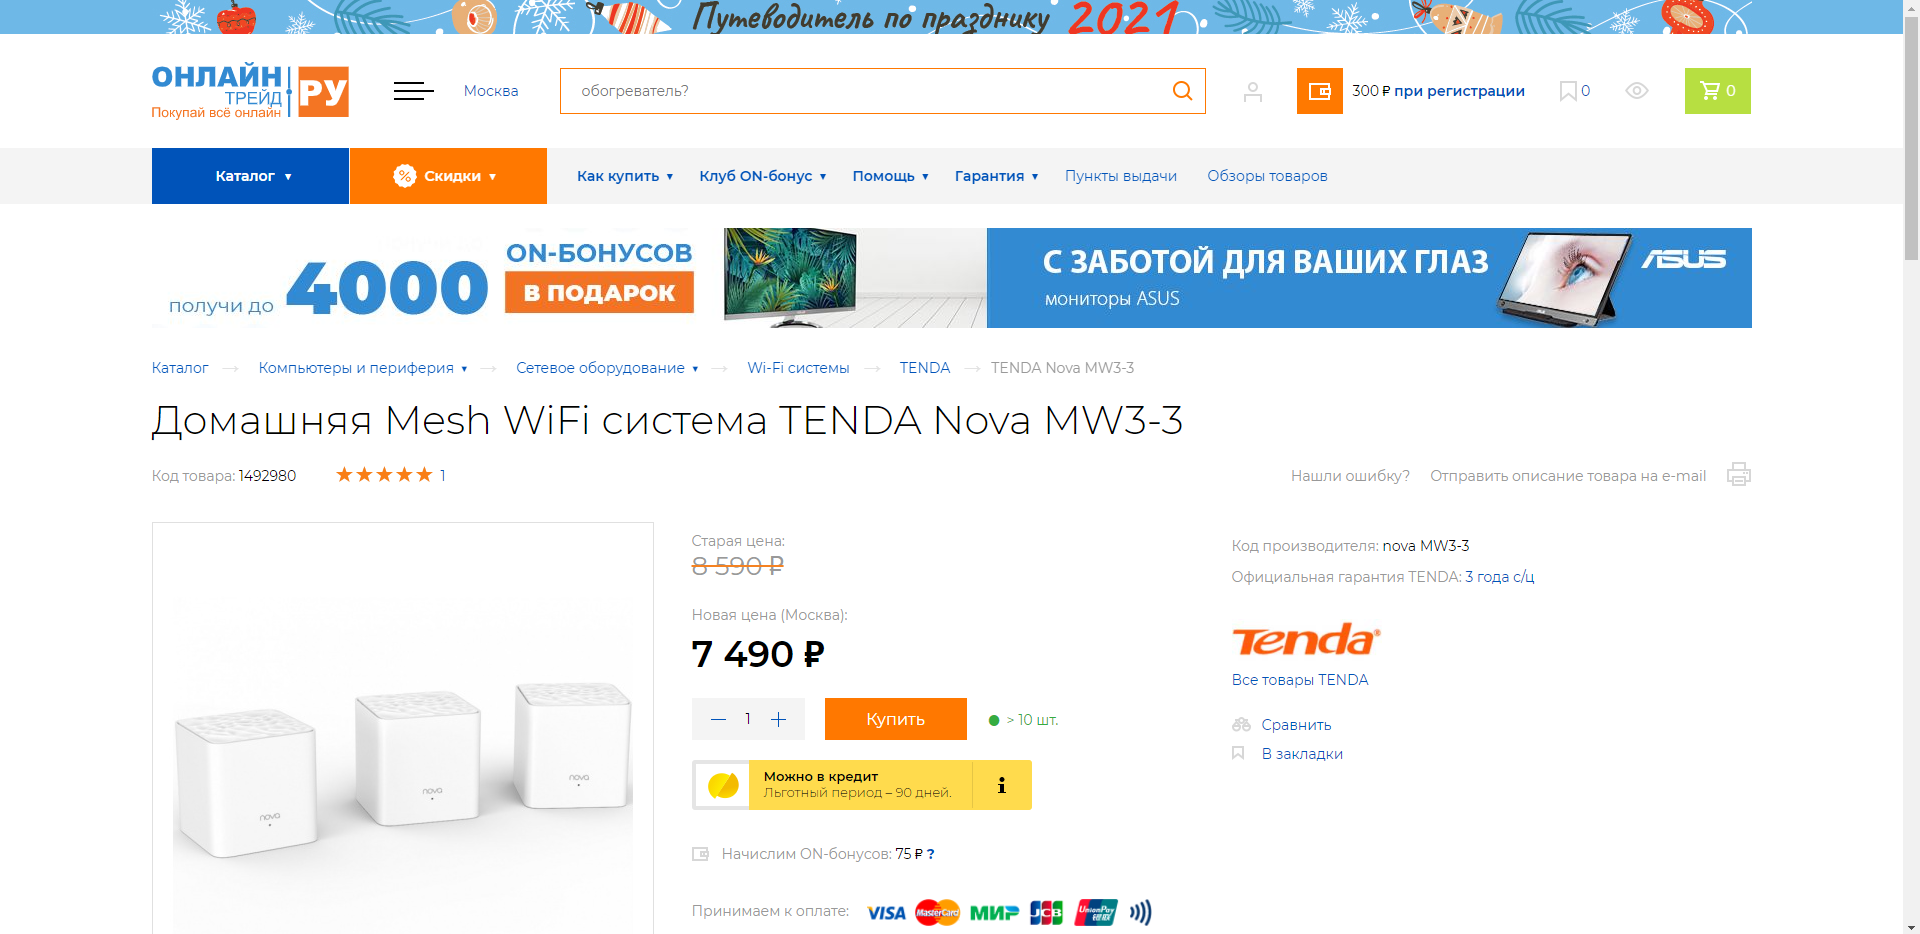 Путеводитель по празднику 2021
ОНЛАЙН ТРЕЙД РУ
Покупай всё онлайн
Москва
обогреватель?
300 ₽ при регистрации
0
0
Каталог ▼
% Скидки ▼
Как купить ▼
Клуб ON-бонус ▼
Помощь ▼
Гарантия ▼
Пункты выдачи
Обзоры товаров
получи до 4000 ON-БОНУСОВ
В ПОДАРОК
С ЗАБОТОЙ ДЛЯ ВАШИХ ГЛАЗ
мониторы ASUS
ASUS
Каталог → Компьютеры и периферия ▼ → Сетевое оборудование ▼ → Wi-Fi системы → TENDA → TENDA Nova MW3-3
Домашняя Mesh WiFi система TENDA Nova MW3-3
Код товара: 1492980
★★★★★ 1
Нашли ошибку?
Отправить описание товара на e-mail
nova
nova
nova
Старая цена:
8 590 ₽
Новая цена (Москва):
7 490 ₽
— 1 +
Купить
> 10 шт.
Можно в кредит
Льготный период – 90 дней.
i
Начислим ON-бонусов: 75 ₽ ?
Принимаем к оплате: VISA MasterCard МИР JCB UnionPay 银联
Код производителя: nova MW3-3
Официальная гарантия TENDA: 3 года с/ц
Tenda®
Все товары TENDA
Сравнить
В закладки